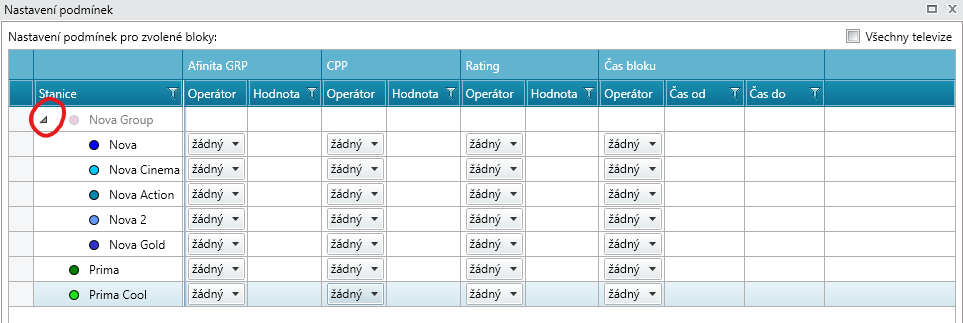 Nastavení podmínek
Nastavení podmínek pro zvolené bloky: Všechny televize
Afinita GRP CPP Rating Čas bloku
Stanice Operátor Hodnota Operátor Hodnota Operátor Hodnota Operátor Čas od Čas do
Nova Group
Nova žádný žádný žádný žádný
Nova Cinema žádný žádný žádný žádný
Nova Action žádný žádný žádný žádný
Nova 2 žádný žádný žádný žádný
Nova Gold žádný žádný žádný žádný
Prima žádný žádný žádný žádný
Prima Cool žádný žádný žádný žádný